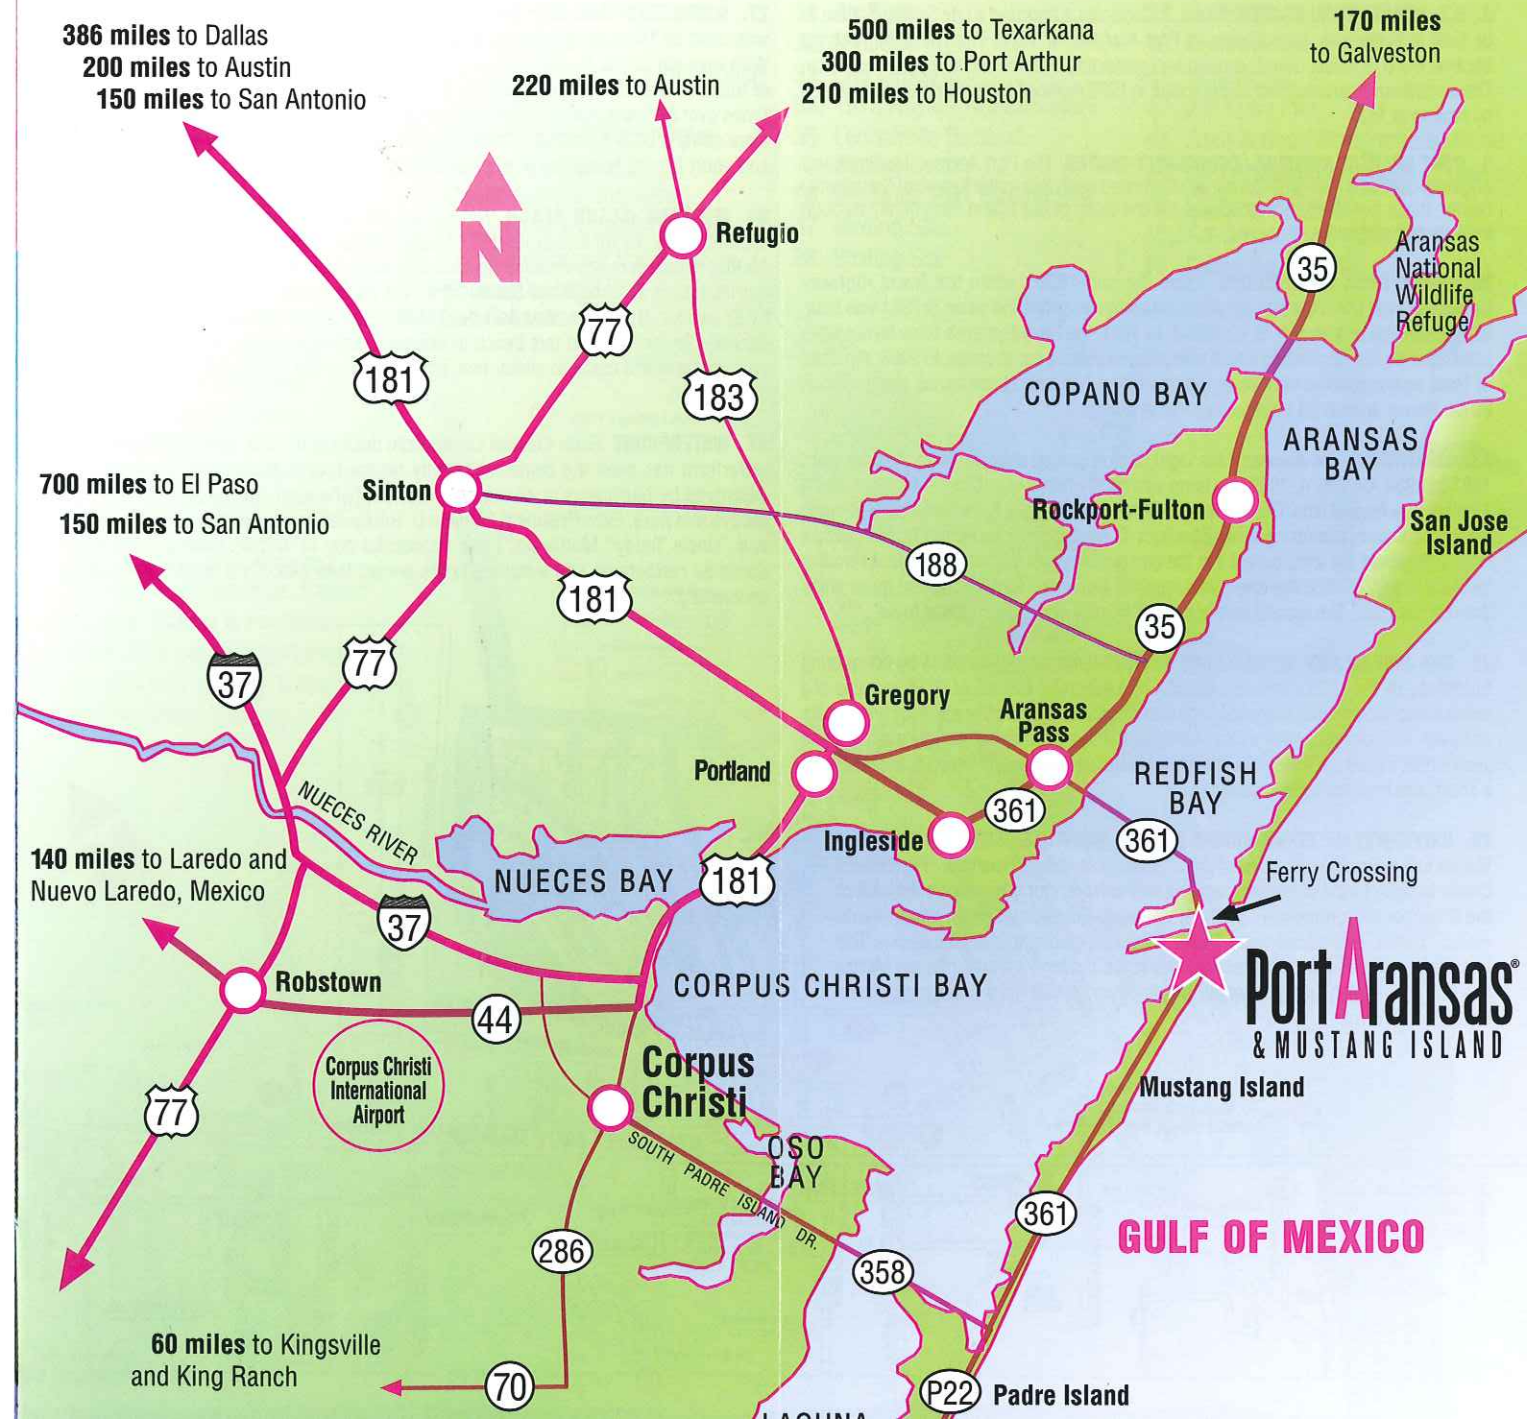 386 miles to Dallas
200 miles to Austin
150 miles to San Antonio
220 miles to Austin
500 miles to Texarkana
300 miles to Port Arthur
210 miles to Houston
170 miles
to Galveston
N
Refugio
35
Aransas
National
Wildlife
Refuge
77
181
183
COPANO BAY
ARANSAS
BAY
700 miles to El Paso
150 miles to San Antonio
Sinton
Rockport-Fulton
San Jose
Island
188
181
35
77
37
Gregory
Aransas
Pass
Portland
REDFISH
BAY
NUECES RIVER
361
Ingleside
361
140 miles to Laredo and
Nuevo Laredo, Mexico
NUECES BAY
181
Ferry Crossing
37
Robstown
CORPUS CHRISTI BAY
Port Aransas®
& MUSTANG ISLAND
44
Corpus Christi
International
Airport
Corpus
Christi
Mustang Island
77
OSO
BAY
SOUTH PADRE ISLAND DR.
361
GULF OF MEXICO
286
358
60 miles to Kingsville
and King Ranch
70
P22
Padre Island
LAGUNA